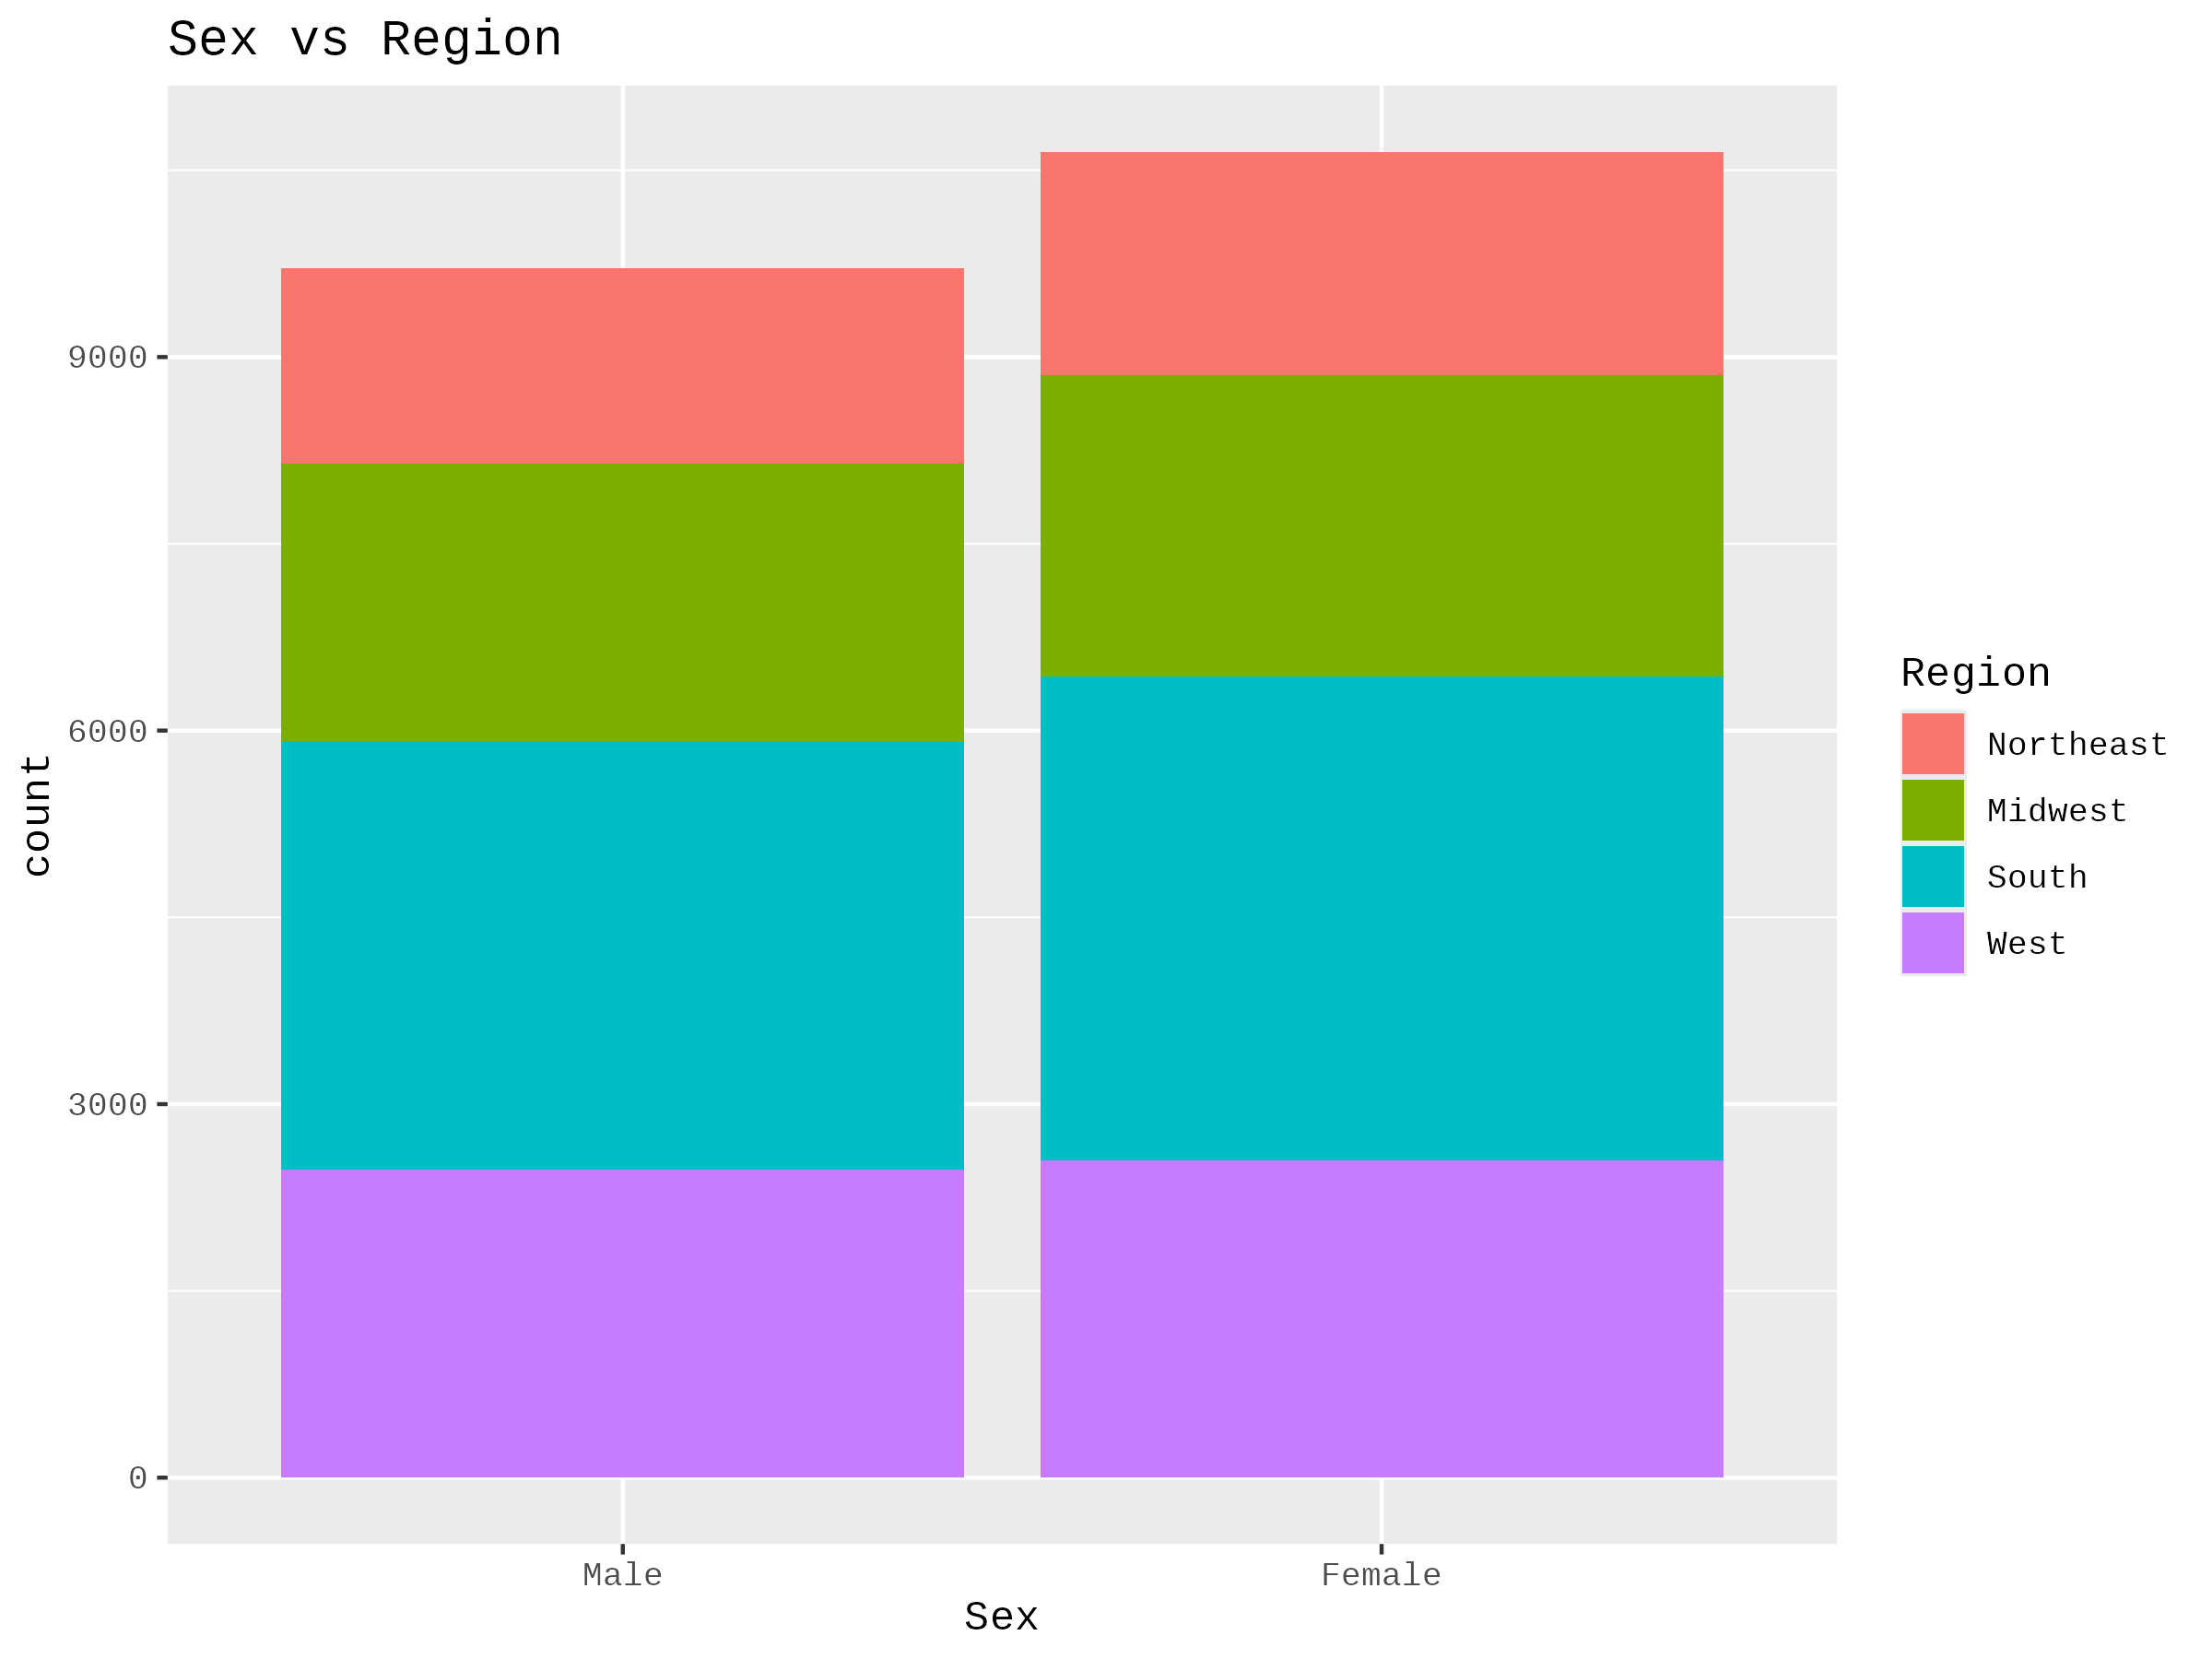 Sex vs Region
9000
6000
3000
0
count
Male
Female
Sex
Region
Northeast
Midwest
South
West